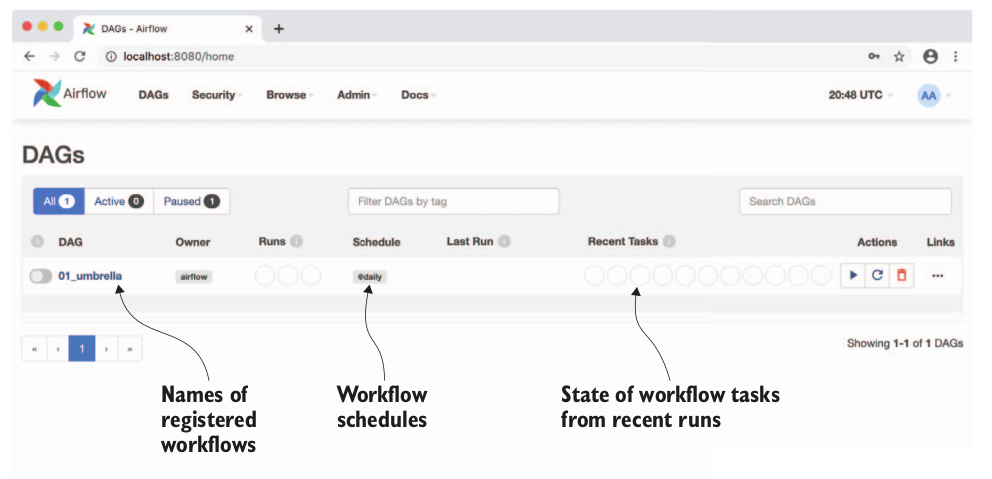 DAGs - Airflow
localhost:8080/home
Airflow DAGs Security Browse Admin Docs 20:48 UTC AA
DAGs
All 1 Active 0 Paused 1 Filter DAGs by tag Search DAGs
DAG Owner Runs Schedule Last Run Recent Tasks Actions Links
01_umbrella airflow @daily
« ‹ 1 › » Showing 1-1 of 1 DAGs
Names of registered workflows
Workflow schedules
State of workflow tasks from recent runs